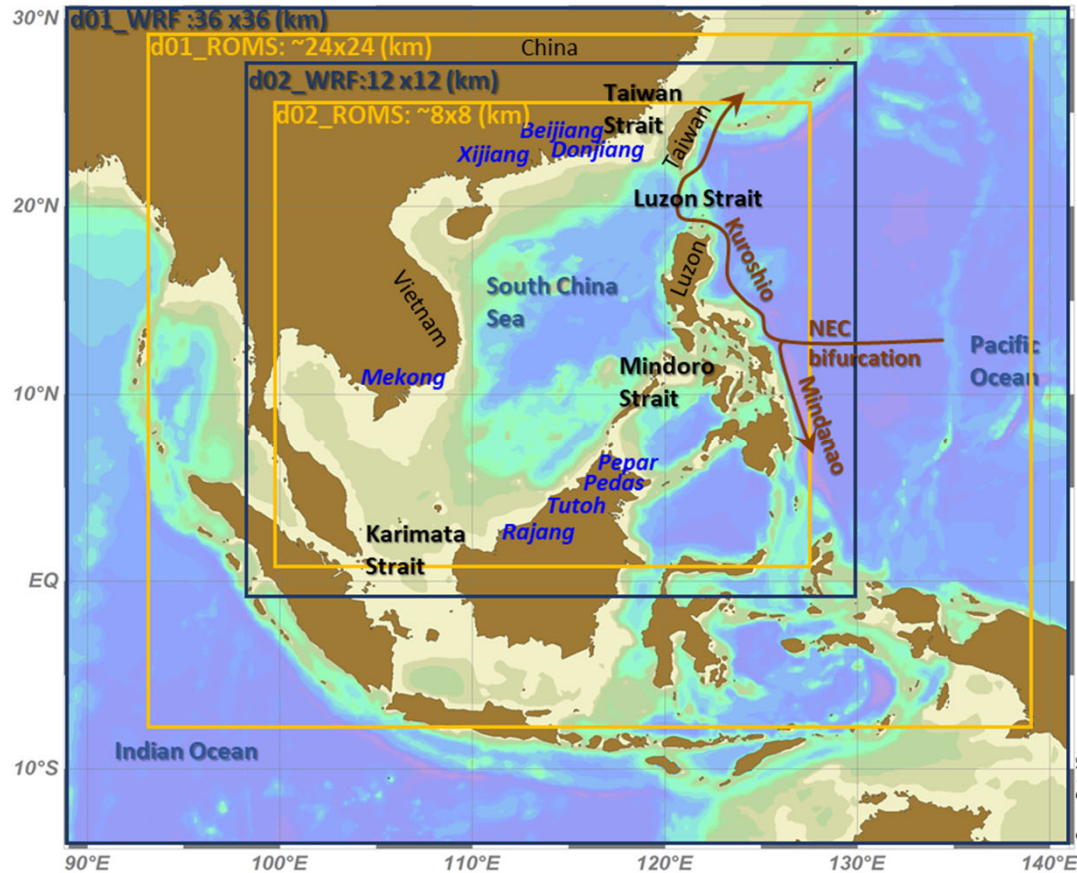 30°N
d01_WRF :36 x36 (km)
d01_ROMS: ~24x24 (km)
China
d02_WRF:12 x12 (km)
d02_ROMS: ~8x8 (km)
Taiwan
Strait
Beijiang
Donjiang
Xijiang
Taiwan
20°N
Luzon Strait
Kuroshio
Luzon
Vietnam
South China
Sea
NEC
bifurcation
Pacific
Ocean
Mindoro
Strait
Mekong
10°N
Mindanao
Pepar
Pedas
Tutoh
Rajang
Karimata
Strait
EQ
Indian Ocean
10°S
90°E
100°E
110°E
120°E
130°E
140°E